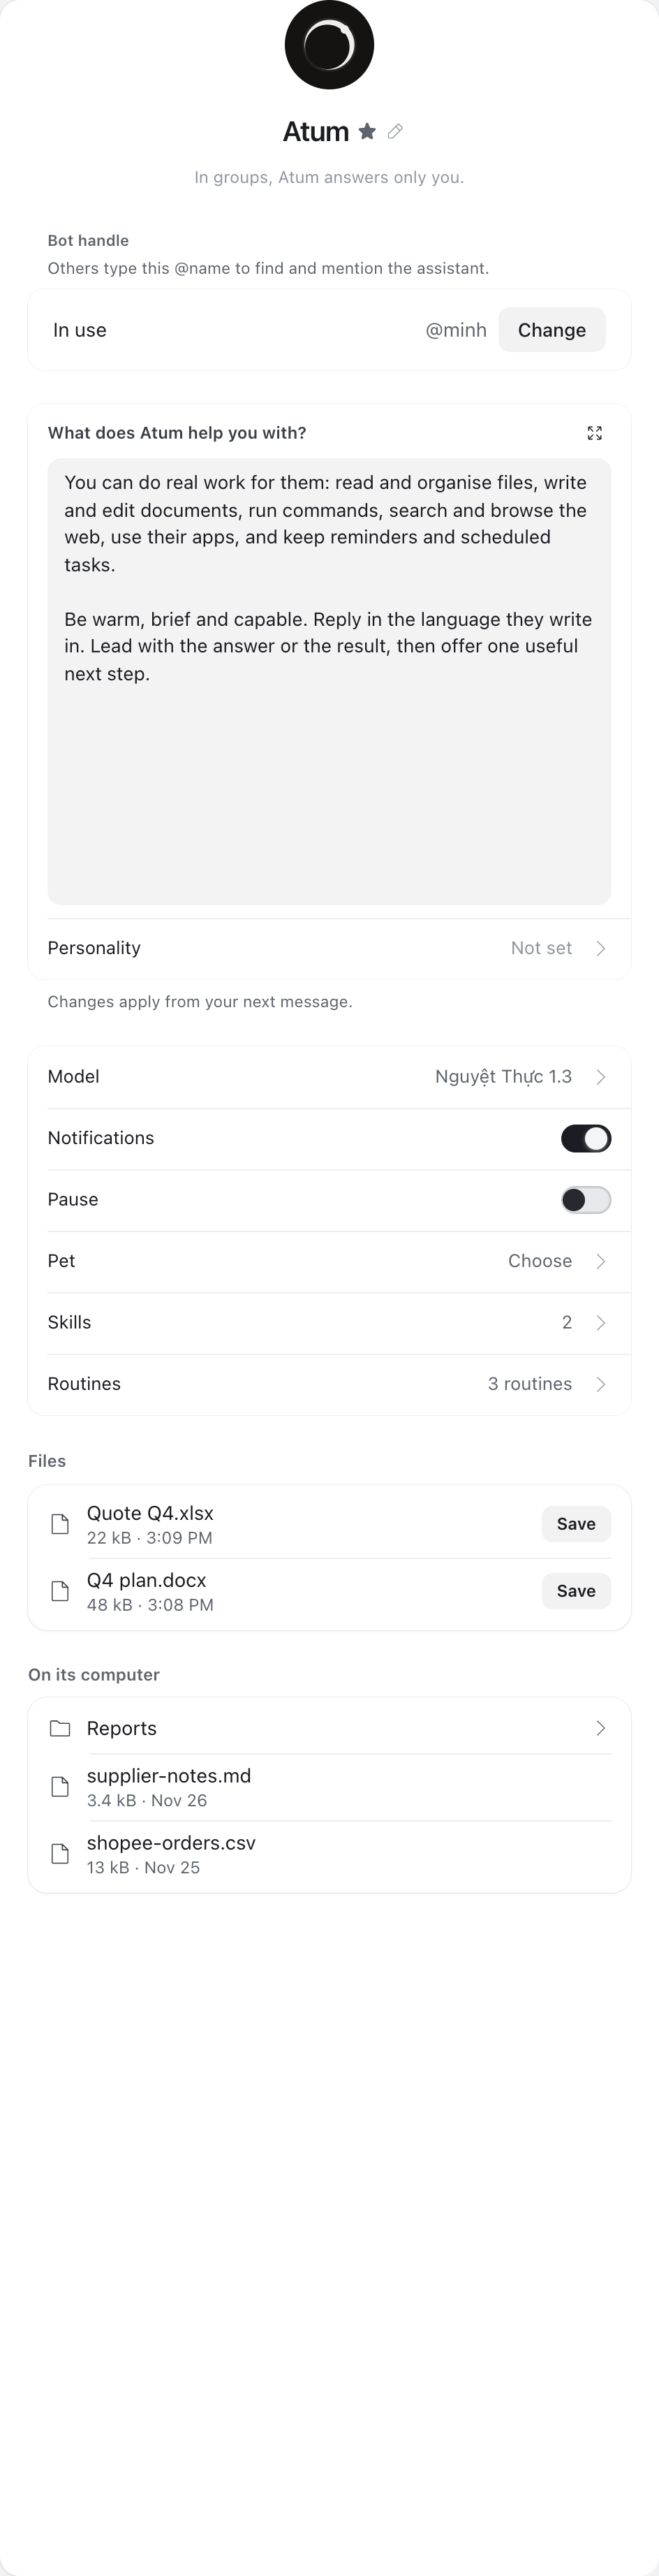 Atum
In groups, Atum answers only you.
Bot handle
Others type this @name to find and mention the assistant.
In use
@minh
Change
What does Atum help you with?
You can do real work for them: read and organise files, write
and edit documents, run commands, search and browse the
web, use their apps, and keep reminders and scheduled
tasks.
Be warm, brief and capable. Reply in the language they write
in. Lead with the answer or the result, then offer one useful
next step.
Personality
Not set
Changes apply from your next message.
Model
Nguyệt Thực 1.3
Notifications
Pause
Pet
Choose
Skills
2
Routines
3 routines
Files
Quote Q4.xlsx
22 kB · 3:09 PM
Save
Q4 plan.docx
48 kB · 3:08 PM
Save
On its computer
Reports
supplier-notes.md
3.4 kB · Nov 26
shopee-orders.csv
13 kB · Nov 25